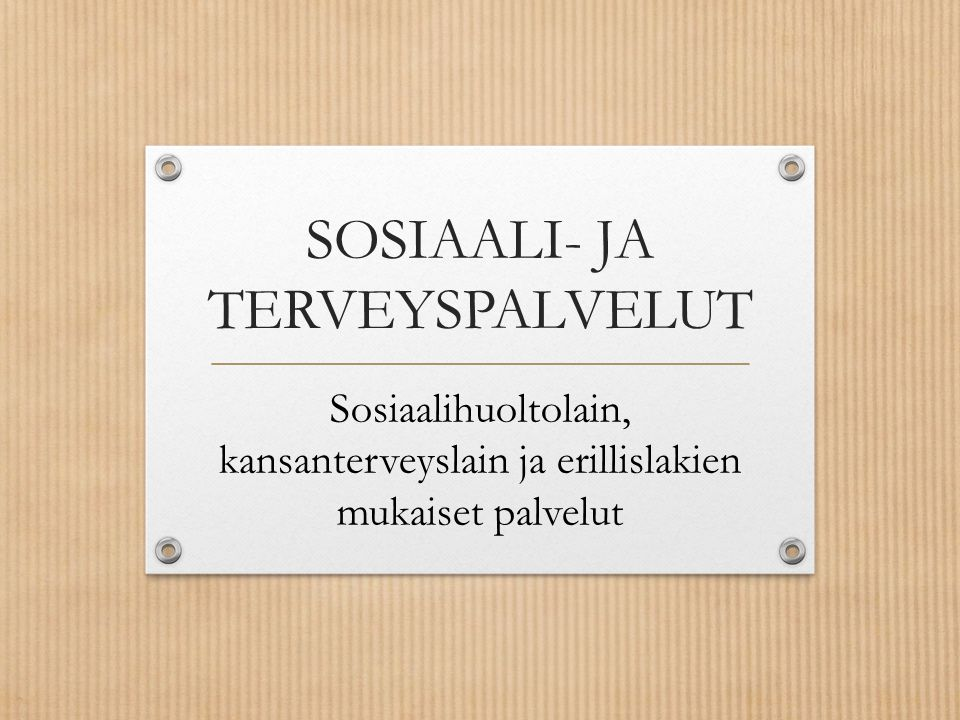 SOSIAALI- JA
TERVEYSPALVELUT
Sosiaalihuoltolain,
kansanterveyslain ja erillislakien
mukaiset palvelut